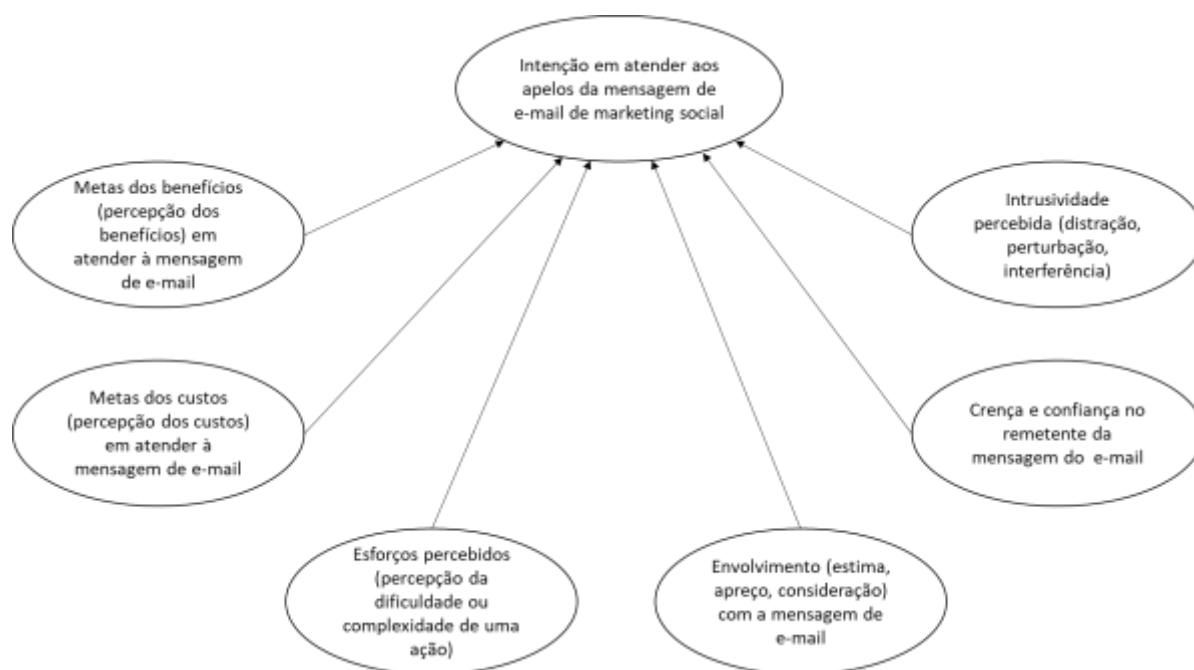 Intenção em atender aos
apelos da mensagem de
e-mail de marketing social
Metas dos benefícios
(percepção dos
benefícios) em
atender à mensagem
de e-mail
Intrusividade
percebida (distração,
perturbação,
interferência)
Metas dos custos
(percepção dos custos)
em atender à
mensagem de e-mail
Crença e confiança no
remetente da
mensagem do e-mail
Esforços percebidos
(percepção da
dificuldade ou
complexidade de uma
ação)
Envolvimento (estima,
apreço, consideração)
com a mensagem de
e-mail